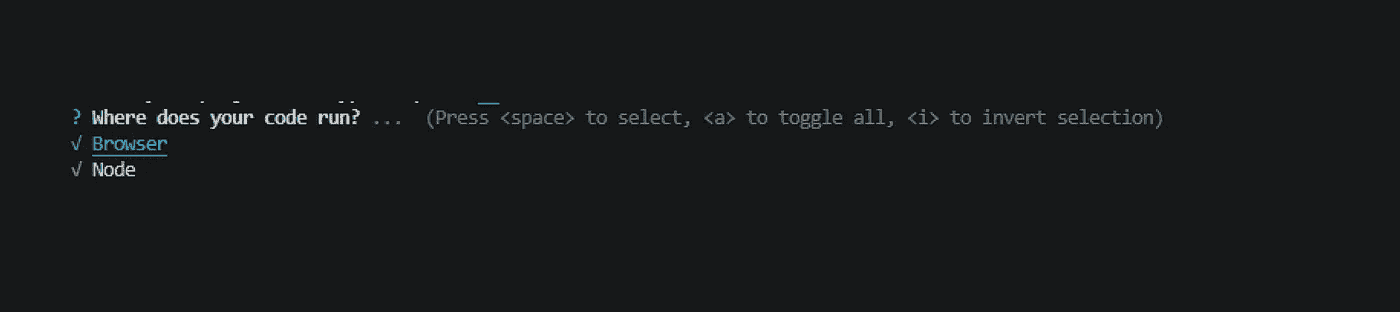 ? Where does your code run? ... (Press <space> to select, <a> to toggle all, <i> to invert selection)
√ Browser
√ Node